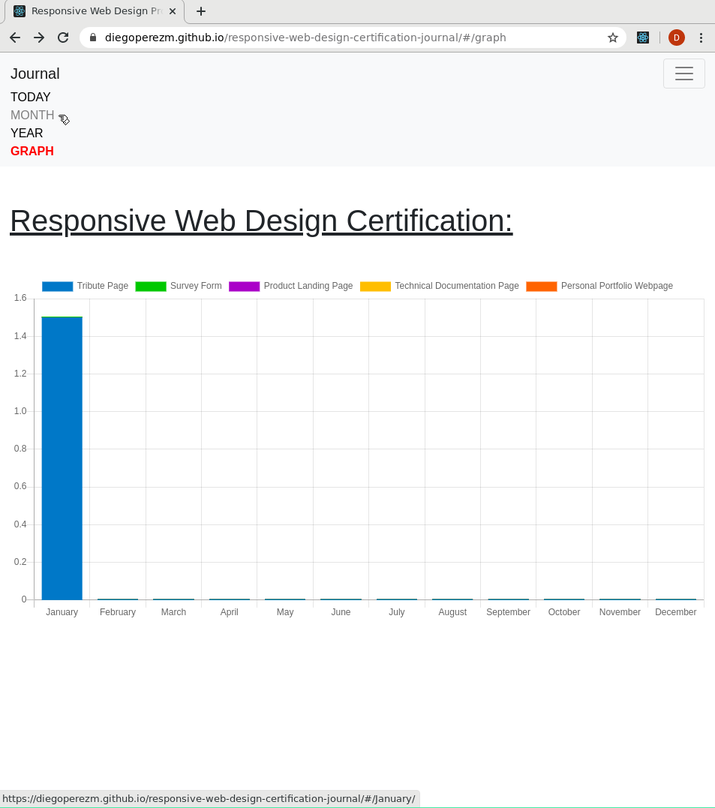 Responsive Web Design Pr
diegoperezm.github.io/responsive-web-design-certification-journal/#/graph
D
Journal
TODAY
MONTH
YEAR
GRAPH
Responsive Web Design Certification:
Tribute Page Survey Form Product Landing Page Technical Documentation Page Personal Portfolio Webpage
1.6
1.4
1.2
1.0
0.8
0.6
0.4
0.2
0
January February March April May June July August September October November December
https://diegoperezm.github.io/responsive-web-design-certification-journal/#/January/